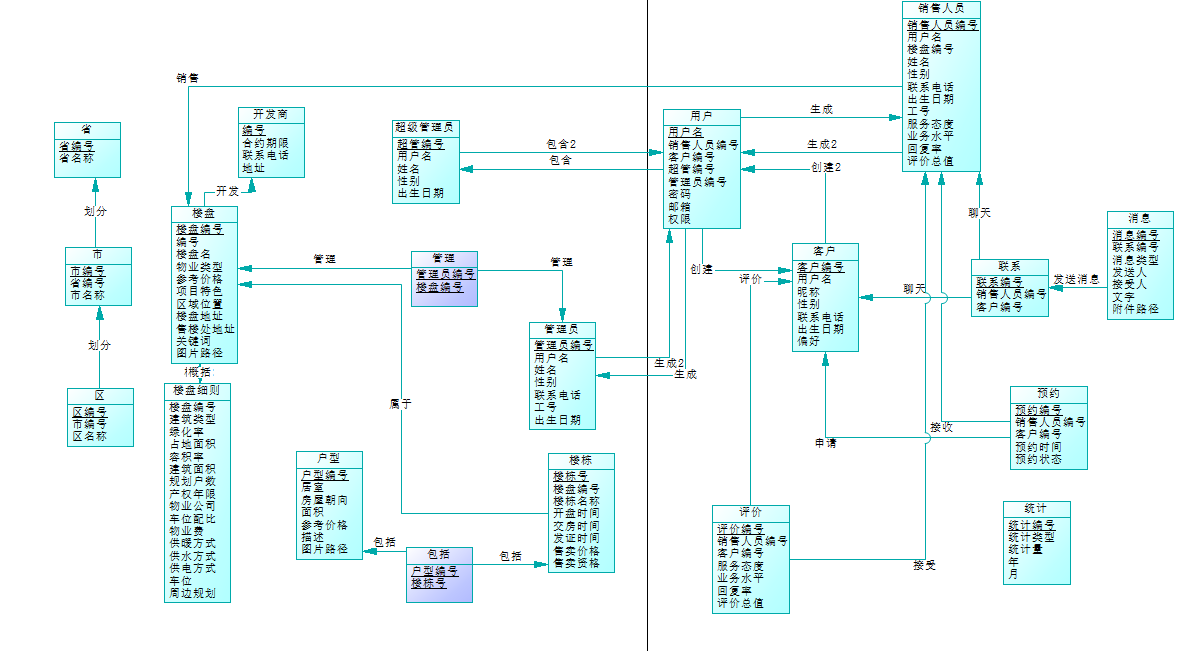 销售人员
销售人员编号
用户名
楼盘编号
姓名
性别
联系电话
出生日期
工号
服务态度
业务水平
回复率
评价总值
销售
开发商
编号
合约期限
联系电话
地址
开发
省
省编号
省名称
划分
市
市编号
省编号
市名称
划分
区
区编号
市编号
区名称
楼盘
楼盘编号
编号
楼盘名
物业类型
参考价格
项目特色
区域位置
楼盘地址
售楼处地址
关键词
图片路径
概括
楼盘细则
楼盘编号
建筑类型
绿化率
占地面积
容积率
建筑面积
规划户数
产权年限
物业公司
车位配比
物业费
供暖方式
供水方式
供电方式
车位
周边规划
超级管理员
超管编号
用户名
姓名
性别
出生日期
包含2
包含
用户
用户名
销售人员编号
客户编号
超管编号
管理员编号
密码
邮箱
权限
生成
生成2
创建2
创建
管理
管理
管理员编号
楼盘编号
管理
管理员
管理员编号
用户名
姓名
性别
联系电话
工号
出生日期
生成2
生成
属于
户型
户型编号
居室
房屋朝向
面积
参考价格
描述
图片路径
包括
包括
户型编号
楼栋号
包括
楼栋
楼栋号
楼盘编号
楼栋名称
开盘时间
交房时间
发证时间
售卖价格
售卖资格
客户
客户编号
用户名
昵称
性别
联系电话
出生日期
偏好
评价
聊天
聊天
联系
联系编号
销售人员编号
客户编号
发送消息
消息
消息编号
联系编号
消息类型
发送人
接受人
文字
附件路径
预约
预约编号
销售人员编号
客户编号
预约时间
预约状态
接收
申请
评价
评价编号
销售人员编号
客户编号
服务态度
业务水平
回复率
评价总值
接受
统计
统计编号
统计类型
统计量
年
月